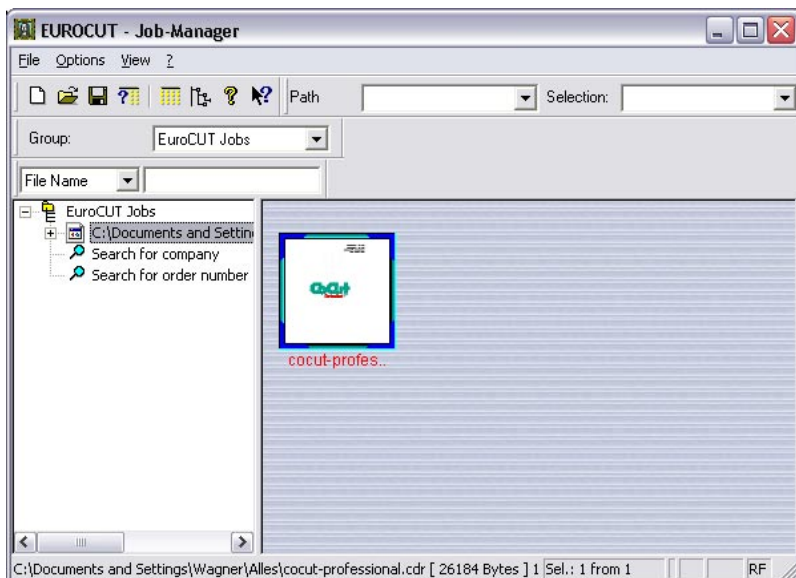 EUROCUT - Job-Manager
File Options View ?
Path Selection:
Group: EuroCUT Jobs
File Name
EuroCUT Jobs
C:\Documents and Settin
Search for company
Search for order number
CoCut
cocut-profes..
C:\Documents and Settings\Wagner\Alles\cocut-professional.cdr [ 26184 Bytes ] 1 Sel.: 1 from 1 RF